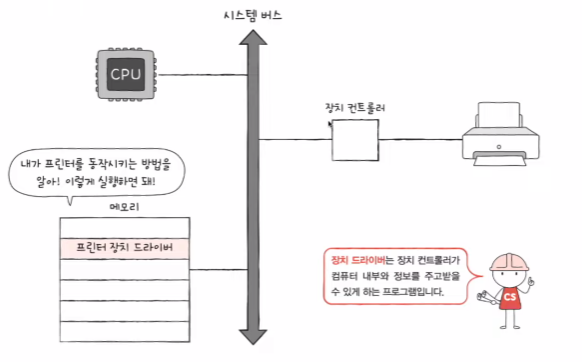 시스템 버스
CPU
장치 컨트롤러
내가 프린터를 동작시키는 방법을
알아! 이렇게 실행하면 돼!
메모리
프린터 장치 드라이버
장치 드라이버는 장치 컨트롤러가
컴퓨터 내부와 정보를 주고받을
수 있게 하는 프로그램입니다.
CS